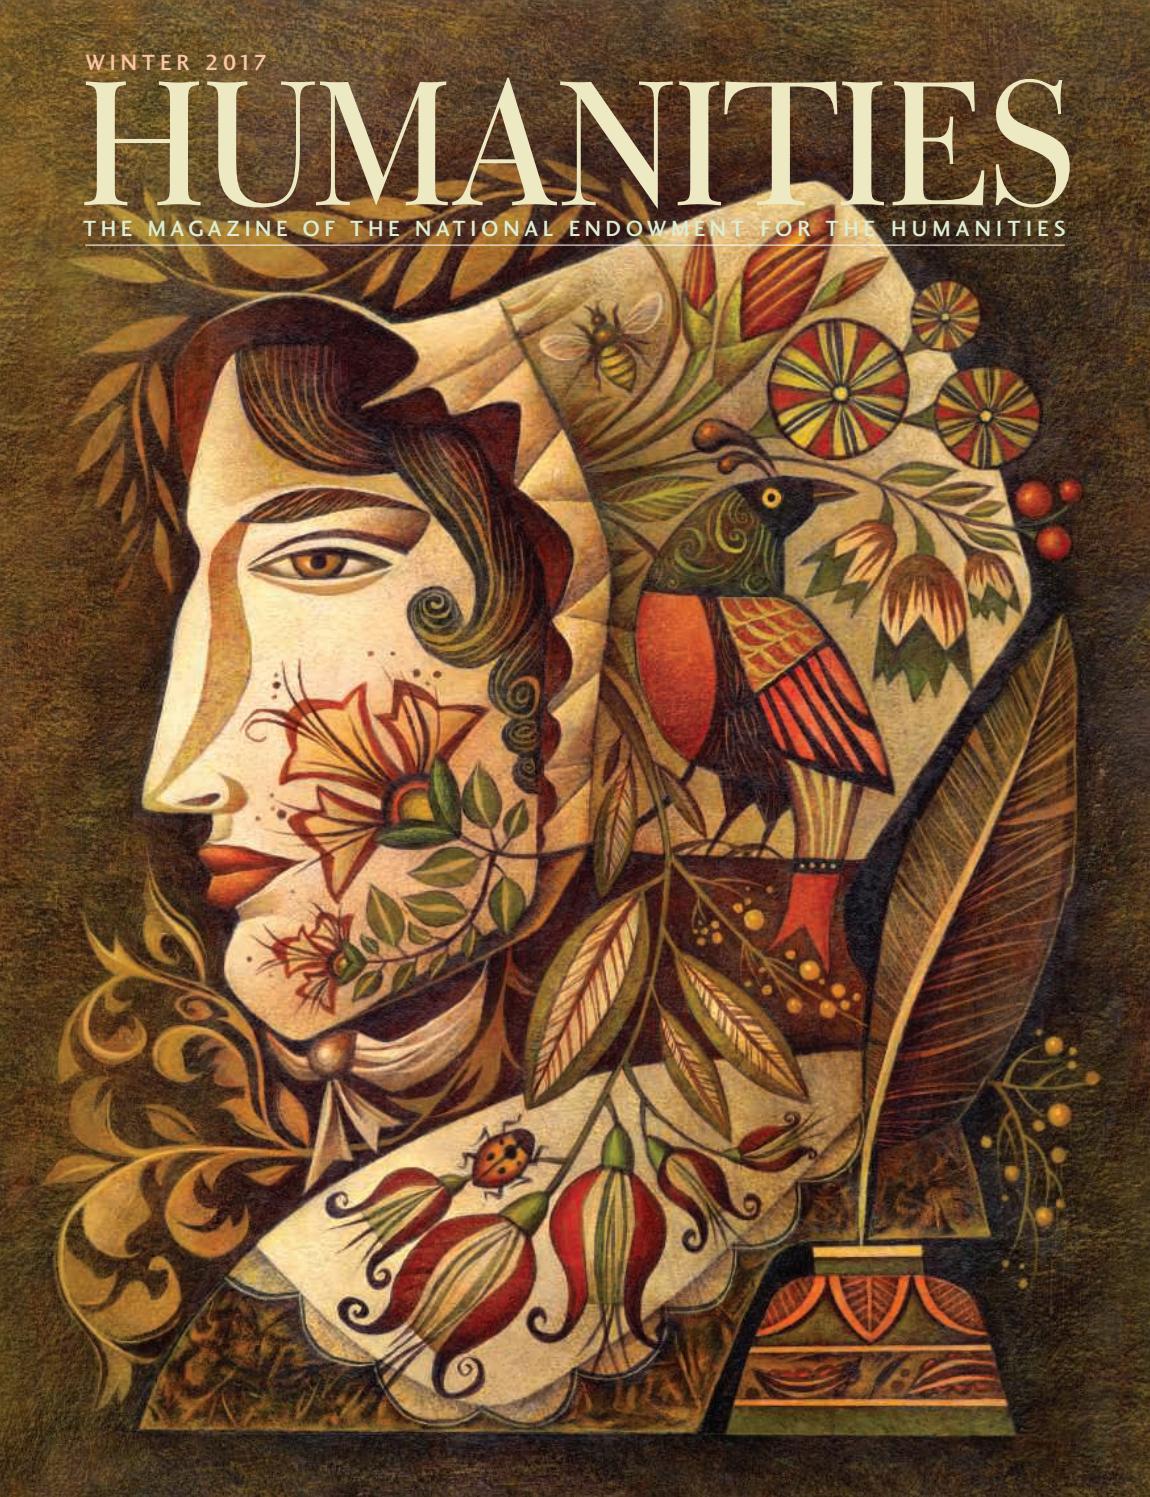 WINTER 2017
HUMANITIES
THE MAGAZINE OF THE NATIONAL ENDOWMENT FOR THE HUMANITIES